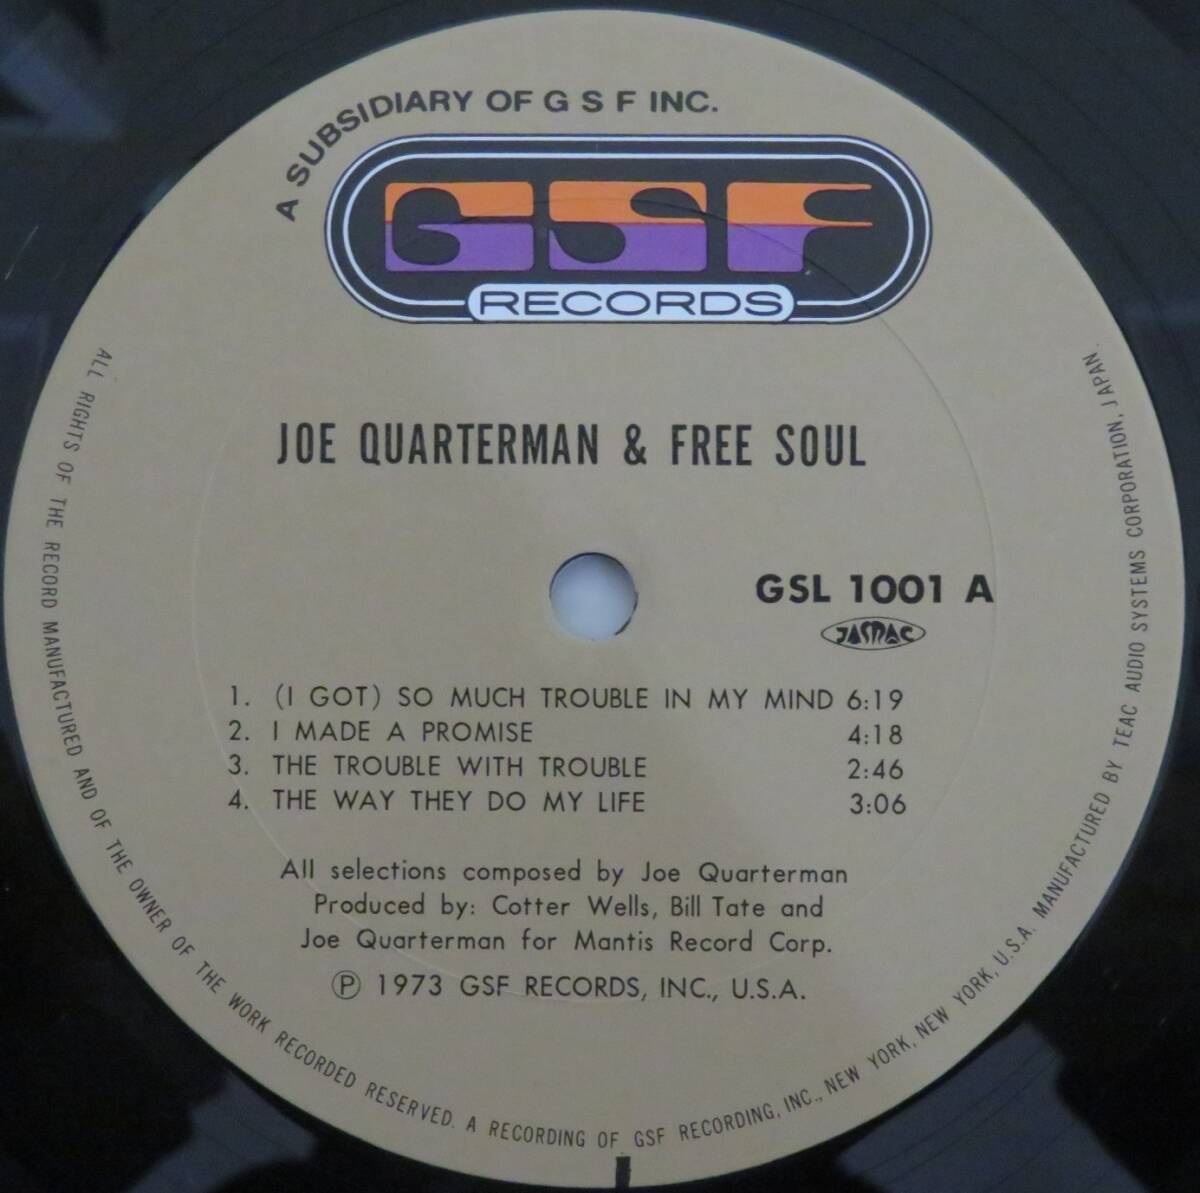 A SUBSIDIARY OF G S F INC.
GSF
RECORDS
JOE QUARTERMAN & FREE SOUL
GSL 1001 A
JASRAC
1. (I GOT) SO MUCH TROUBLE IN MY MIND 6:19
2. I MADE A PROMISE 4:18
3. THE TROUBLE WITH TROUBLE 2:46
4. THE WAY THEY DO MY LIFE 3:06
All selections composed by Joe Quarterman
Produced by: Cotter Wells, Bill Tate and
Joe Quarterman for Mantis Record Corp.
Ⓟ 1973 GSF RECORDS, INC., U.S.A.
ALL RIGHTS OF THE RECORD MANUFACTURED AND OF THE OWNER OF THE WORK RECORDED RESERVED. A RECORDING OF GSF RECORDING, INC., NEW YORK, NEW YORK, U.S.A. MANUFACTURED BY TEAC AUDIO SYSTEMS CORPORATION, JAPAN.